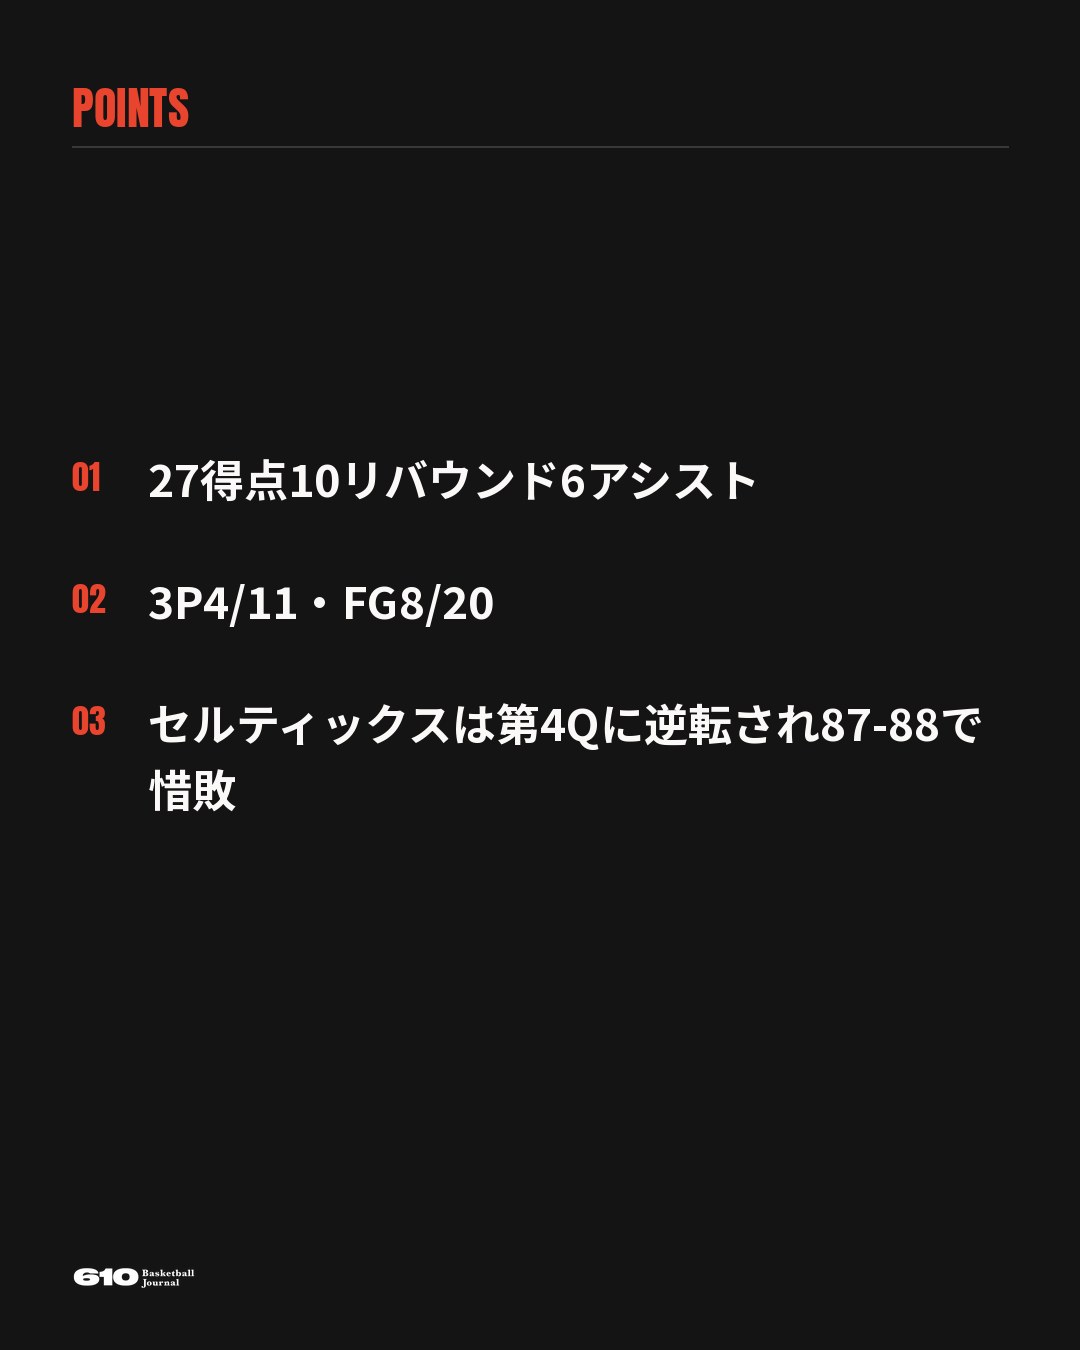 POINTS
01 27得点10リバウンド6アシスト
02 3P4/11・FG8/20
03 セルティックスは第4Qに逆転され87-88で
惜敗
610 Basketball
Journal